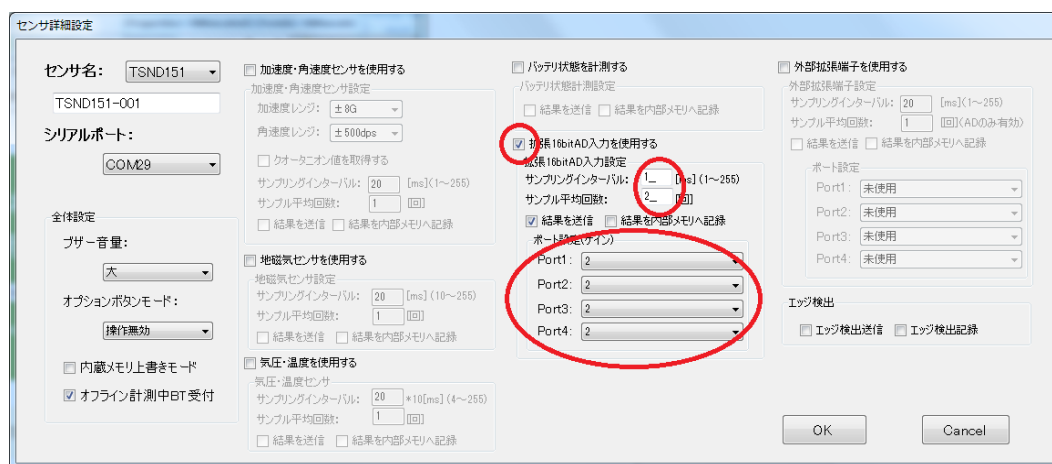 センサ詳細設定
センサ名: TSND151
TSND151-001
シリアルポート:
COM29
全体設定
ブザー音量:
大
オプションボタンモード:
操作無効
内蔵メモリ上書きモード
オフライン計測中BT受付
加速度・角速度センサを使用する
加速度・角速度センサ設定
加速度レンジ: ±8G
角速度レンジ: ±500dps
クオータニオン値を取得する
サンプリングインターバル: 20 [ms](1~255)
サンプル平均回数: 1 [回]
結果を送信 結果を内部メモリへ記録
地磁気センサを使用する
地磁気センサ設定
サンプリングインターバル: 20 [ms](10~255)
サンプル平均回数: 1 [回]
結果を送信 結果を内部メモリへ記録
気圧・温度を使用する
気圧・温度センサ
サンプリングインターバル: 20 *10[ms](4~255)
サンプル平均回数: 1 [回]
結果を送信 結果を内部メモリへ記録
バッテリ状態を計測する
バッテリ状態計測設定
結果を送信 結果を内部メモリへ記録
拡張16bitAD入力を使用する
拡張16bitAD入力設定
サンプリングインターバル: 1_ [ms](1~255)
サンプル平均回数: 2_ [回]
結果を送信 結果を内部メモリへ記録
ポート設定(ゲイン)
Port1: 2
Port2: 2
Port3: 2
Port4: 2
外部拡張端子を使用する
外部拡張端子設定
サンプリングインターバル: 20 [ms](1~255)
サンプル平均回数: 1 [回](ADのみ有効)
結果を送信 結果を内部メモリへ記録
ポート設定
Port1: 未使用
Port2: 未使用
Port3: 未使用
Port4: 未使用
エッジ検出
エッジ検出送信 エッジ検出記録
OK Cancel